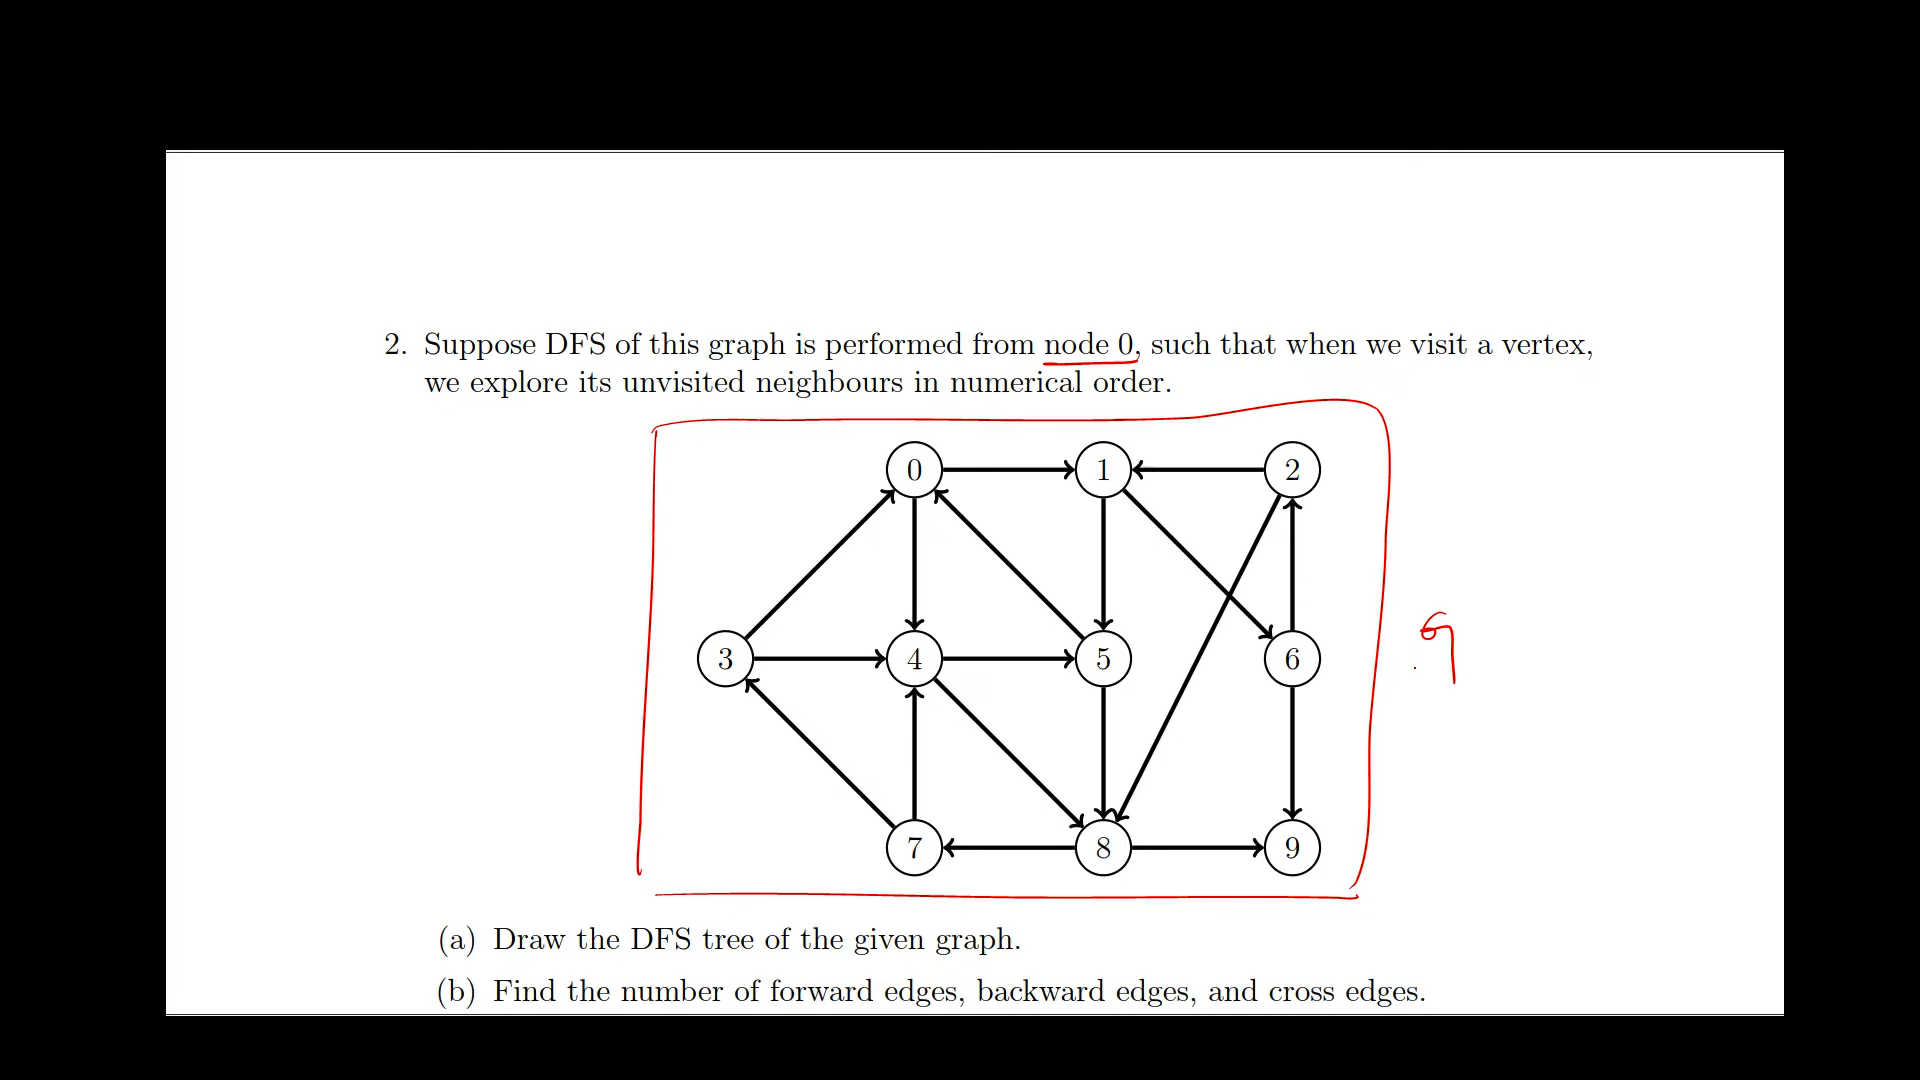 2. Suppose DFS of this graph is performed from node 0, such that when we visit a vertex,
we explore its unvisited neighbours in numerical order.
0 1 2
3 4 5 6
7 8 9
(a) Draw the DFS tree of the given graph.
(b) Find the number of forward edges, backward edges, and cross edges.